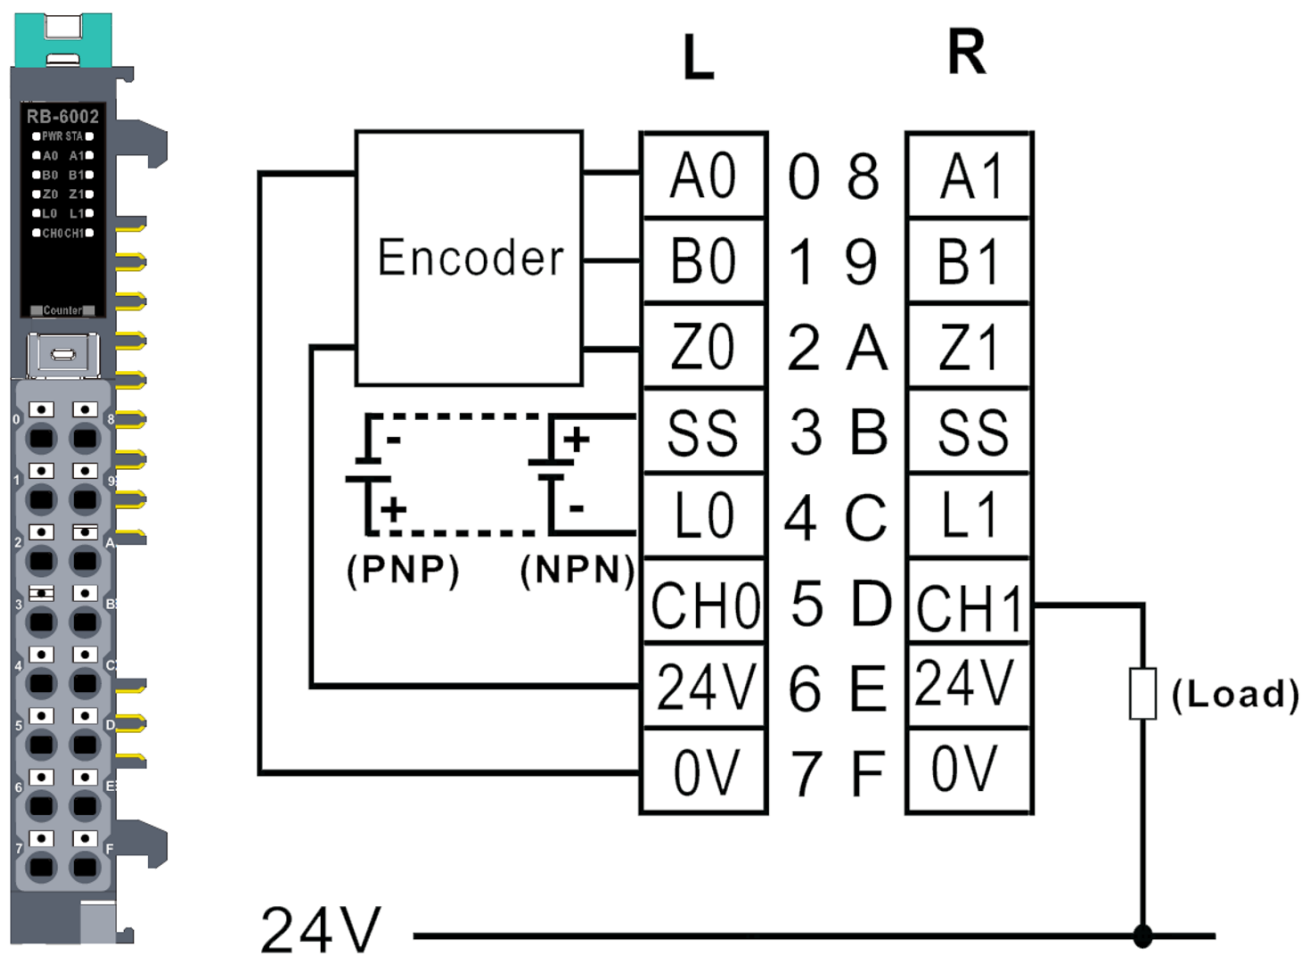 RB-6002
PWR STA
A0 A1
B0 B1
Z0 Z1
L0 L1
CH0 CH1
Counter
0 8
1 9
2 A
3 B
4 C
5 D
6 E
7 F
L R
A0 0 8 A1
Encoder
B0 1 9 B1
Z0 2 A Z1
SS 3 B SS
- +
L0 4 C L1
+ -
(PNP) (NPN)
CH0 5 D CH1
24V 6 E 24V
(Load)
0V 7 F 0V
24V